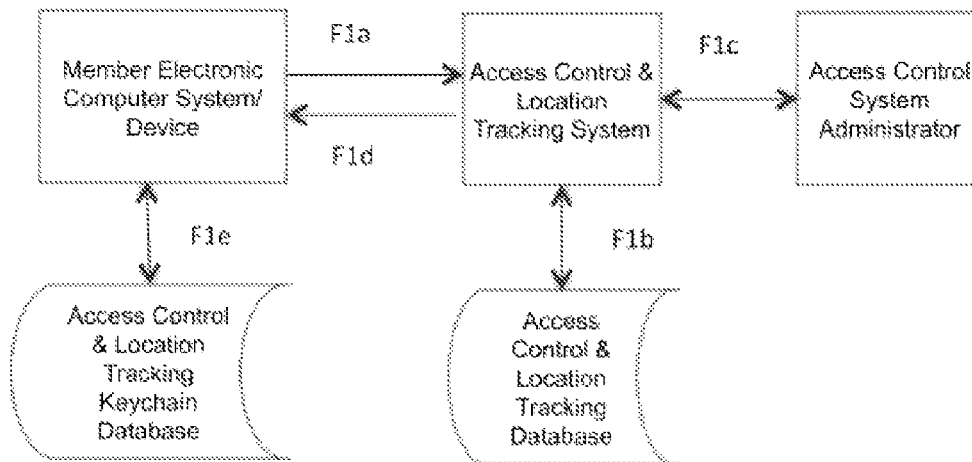 F1a
F1c
Member Electronic
Computer System/
Device
Access Control &
Location
Tracking System
Access Control
System
Administrator
F1d
F1e
F1b
Access Control
& Location
Tracking
Keychain
Database
Access
Control &
Location
Tracking
Database